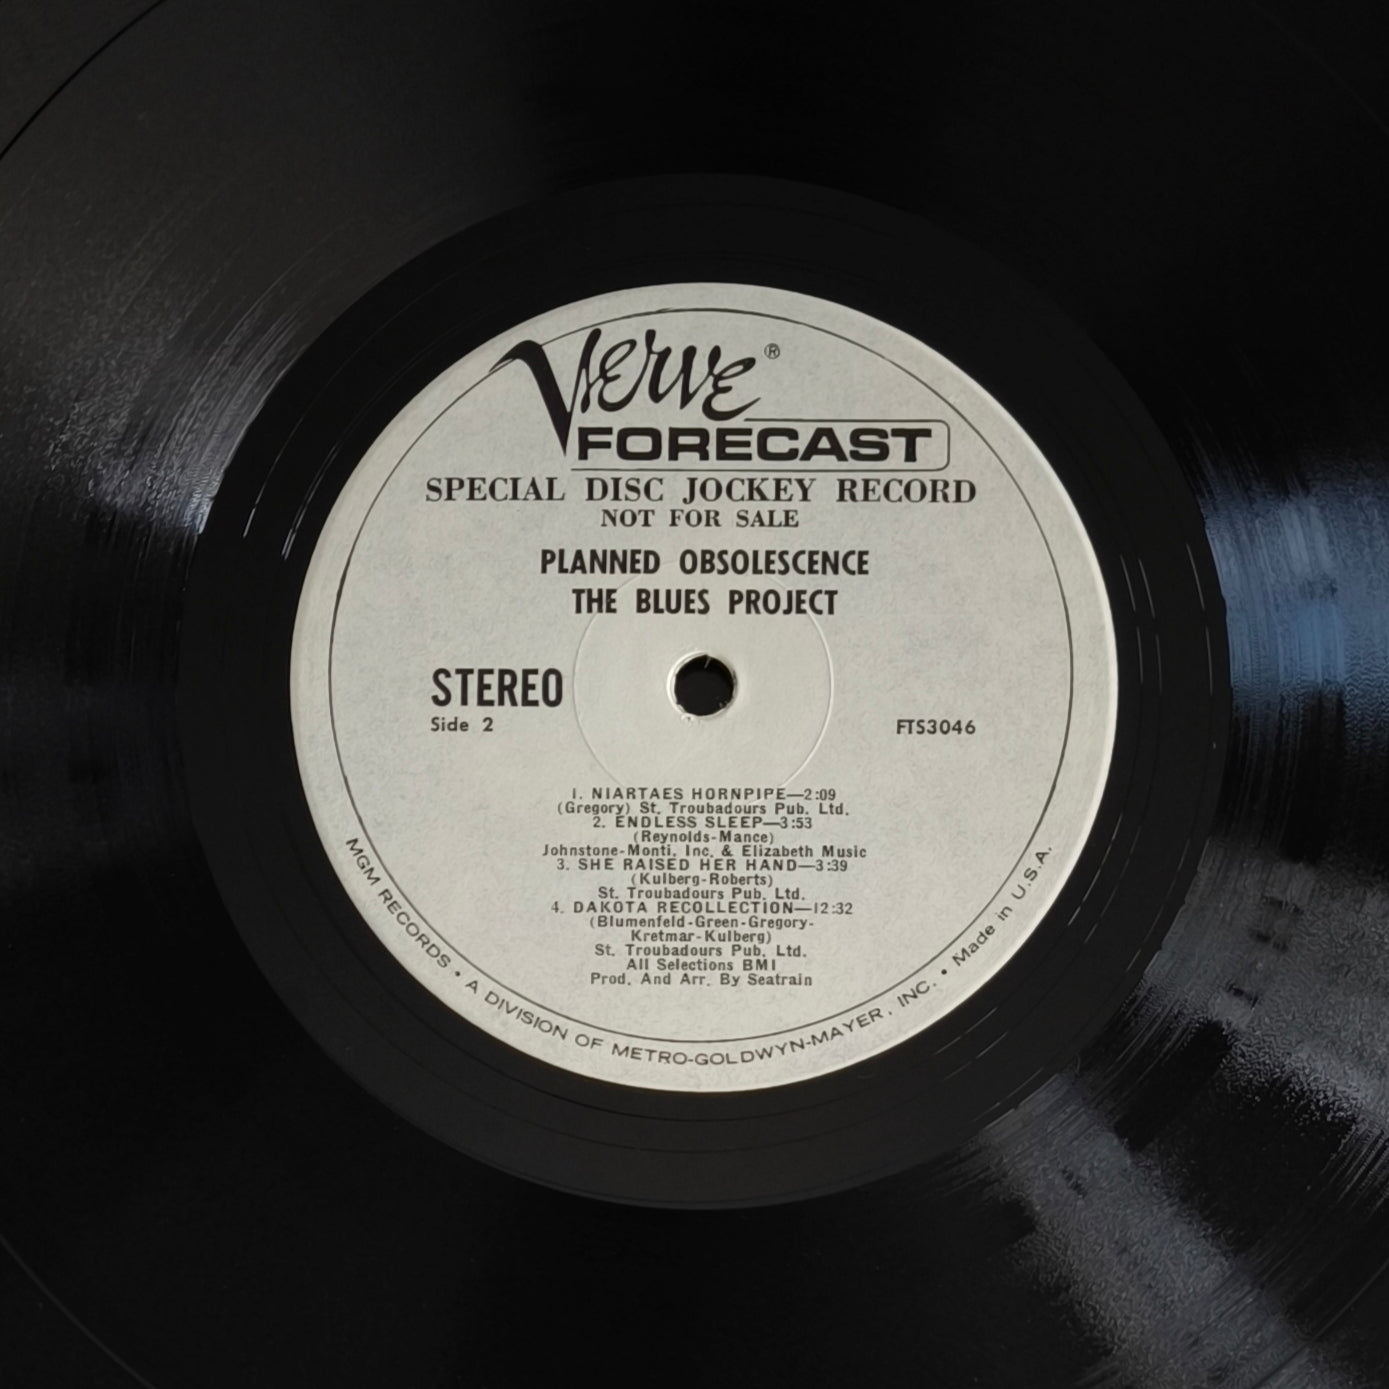 Verve ®
FORECAST
SPECIAL DISC JOCKEY RECORD
NOT FOR SALE
PLANNED OBSOLESCENCE
THE BLUES PROJECT
STEREO
Side 2
FTS3046
1. NIARTAES HORNPIPE—2:09
(Gregory) St. Troubadours Pub. Ltd.
2. ENDLESS SLEEP—3:53
(Reynolds-Mance)
Johnstone-Monti, Inc. & Elizabeth Music
3. SHE RAISED HER HAND—3:39
(Kulberg-Roberts)
St. Troubadours Pub. Ltd.
4. DAKOTA RECOLLECTION—12:32
(Blumenfeld-Green-Gregory-
Kretmar-Kulberg)
St. Troubadours Pub. Ltd.
All Selections BMI
Prod. And Arr. By Seatrain
MGM RECORDS • A DIVISION OF METRO-GOLDWYN-MAYER, INC. • Made in U.S.A.